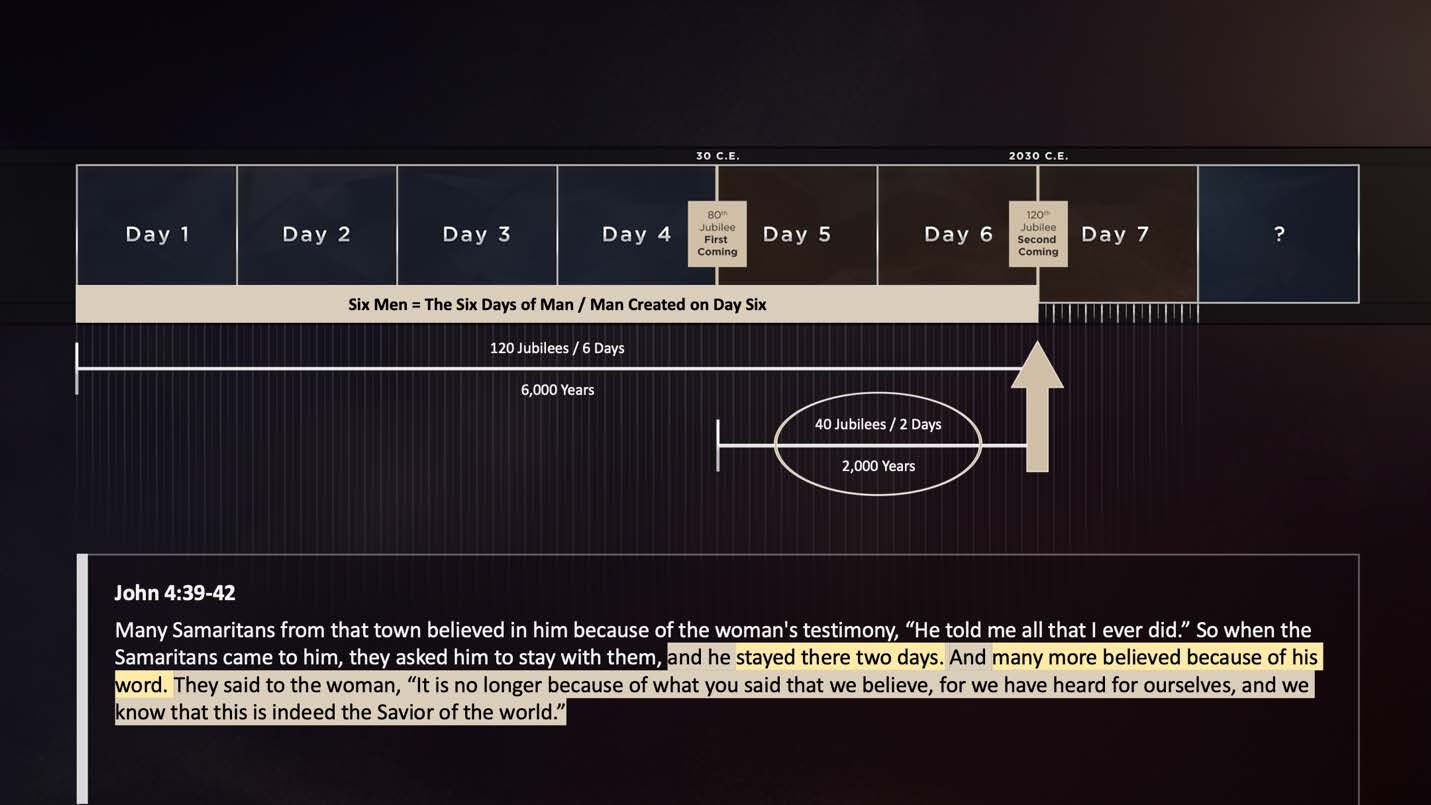 30 C.E.
2030 C.E.
Day 1
Day 2
Day 3
Day 4
80th
Jubilee
First
Coming
Day 5
Day 6
120th
Jubilee
Second
Coming
Day 7
?
Six Men = The Six Days of Man / Man Created on Day Six
120 Jubilees / 6 Days
6,000 Years
40 Jubilees / 2 Days
2,000 Years
John 4:39-42
Many Samaritans from that town believed in him because of the woman's testimony, “He told me all that I ever did.” So when the
Samaritans came to him, they asked him to stay with them, and he stayed there two days. And many more believed because of his
word. They said to the woman, “It is no longer because of what you said that we believe, for we have heard for ourselves, and we
know that this is indeed the Savior of the world.”